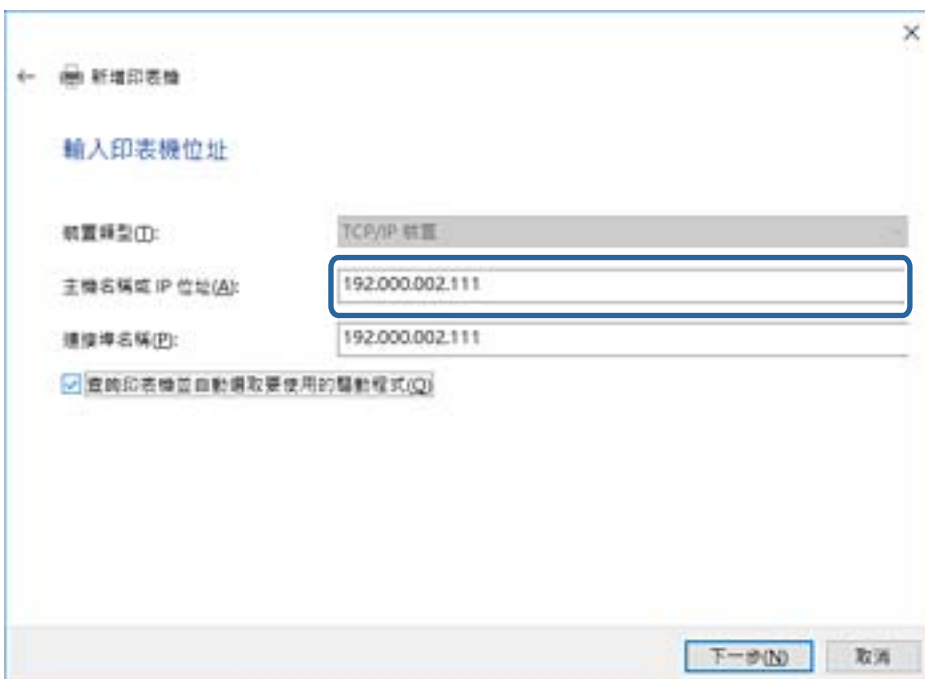 新增印表機
輸入印表機位址
裝置類型(T): TCP/IP 裝置
主機名稱或 IP 位址(A): 192.000.002.111
連接埠名稱(P): 192.000.002.111
查詢印表機並自動選取要使用的驅動程式(Q)
下一步(N) 取消